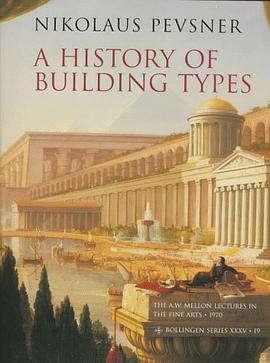 NIKOLAUS PEVSNER
A HISTORY OF
BUILDING TYPES
THE A.W. MELLON LECTURES IN
THE FINE ARTS • 1970
BOLLINGEN SERIES XXXV • 19